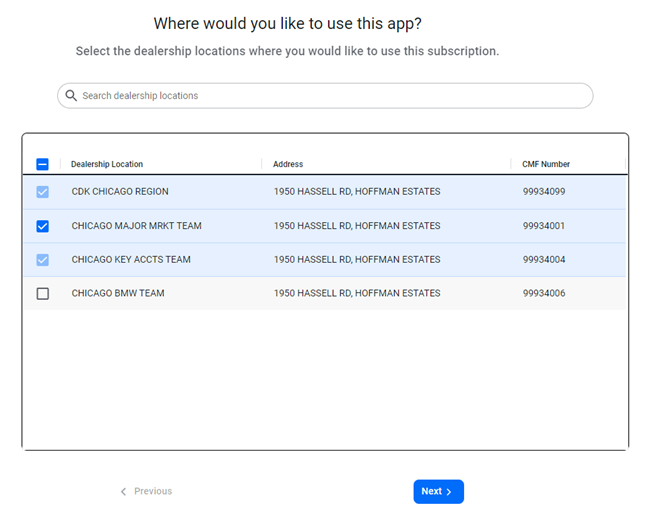 Where would you like to use this app?
Select the dealership locations where you would like to use this subscription.
Search dealership locations
Dealership Location Address CMF Number
CDK CHICAGO REGION 1950 HASSELL RD, HOFFMAN ESTATES 99934099
CHICAGO MAJOR MRKT TEAM 1950 HASSELL RD, HOFFMAN ESTATES 99934001
CHICAGO KEY ACCTS TEAM 1950 HASSELL RD, HOFFMAN ESTATES 99934004
CHICAGO BMW TEAM 1950 HASSELL RD, HOFFMAN ESTATES 99934006
Previous Next